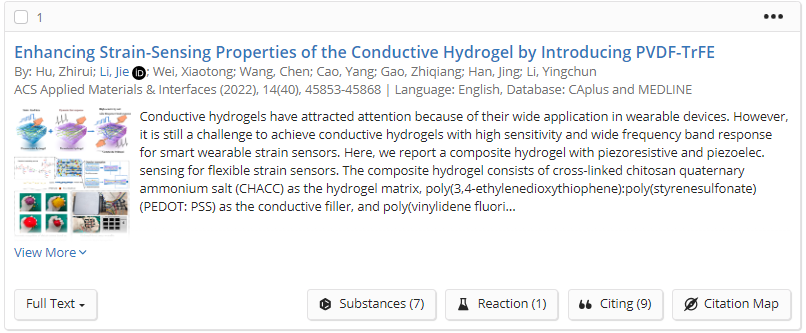 1
Enhancing Strain-Sensing Properties of the Conductive Hydrogel by Introducing PVDF-TrFE
By: Hu, Zhirui; Li, Jie iD; Wei, Xiaotong; Wang, Chen; Cao, Yang; Gao, Zhiqiang; Han, Jing; Li, Yingchun
ACS Applied Materials & Interfaces (2022), 14(40), 45853-45868 | Language: English, Database: CAplus and MEDLINE
Conductive hydrogels have attracted attention because of their wide application in wearable devices. However,
it is still a challenge to achieve conductive hydrogels with high sensitivity and wide frequency band response
for smart wearable strain sensors. Here, we report a composite hydrogel with piezoresistive and piezoelec.
sensing for flexible strain sensors. The composite hydrogel consists of cross-linked chitosan quaternary
ammonium salt (CHACC) as the hydrogel matrix, poly(3,4-ethylenedioxythiophene):poly(styrenesulfonate)
(PEDOT: PSS) as the conductive filler, and poly(vinylidene fluori...
View More
Full Text
Substances (7)
Reaction (1)
Citing (9)
Citation Map